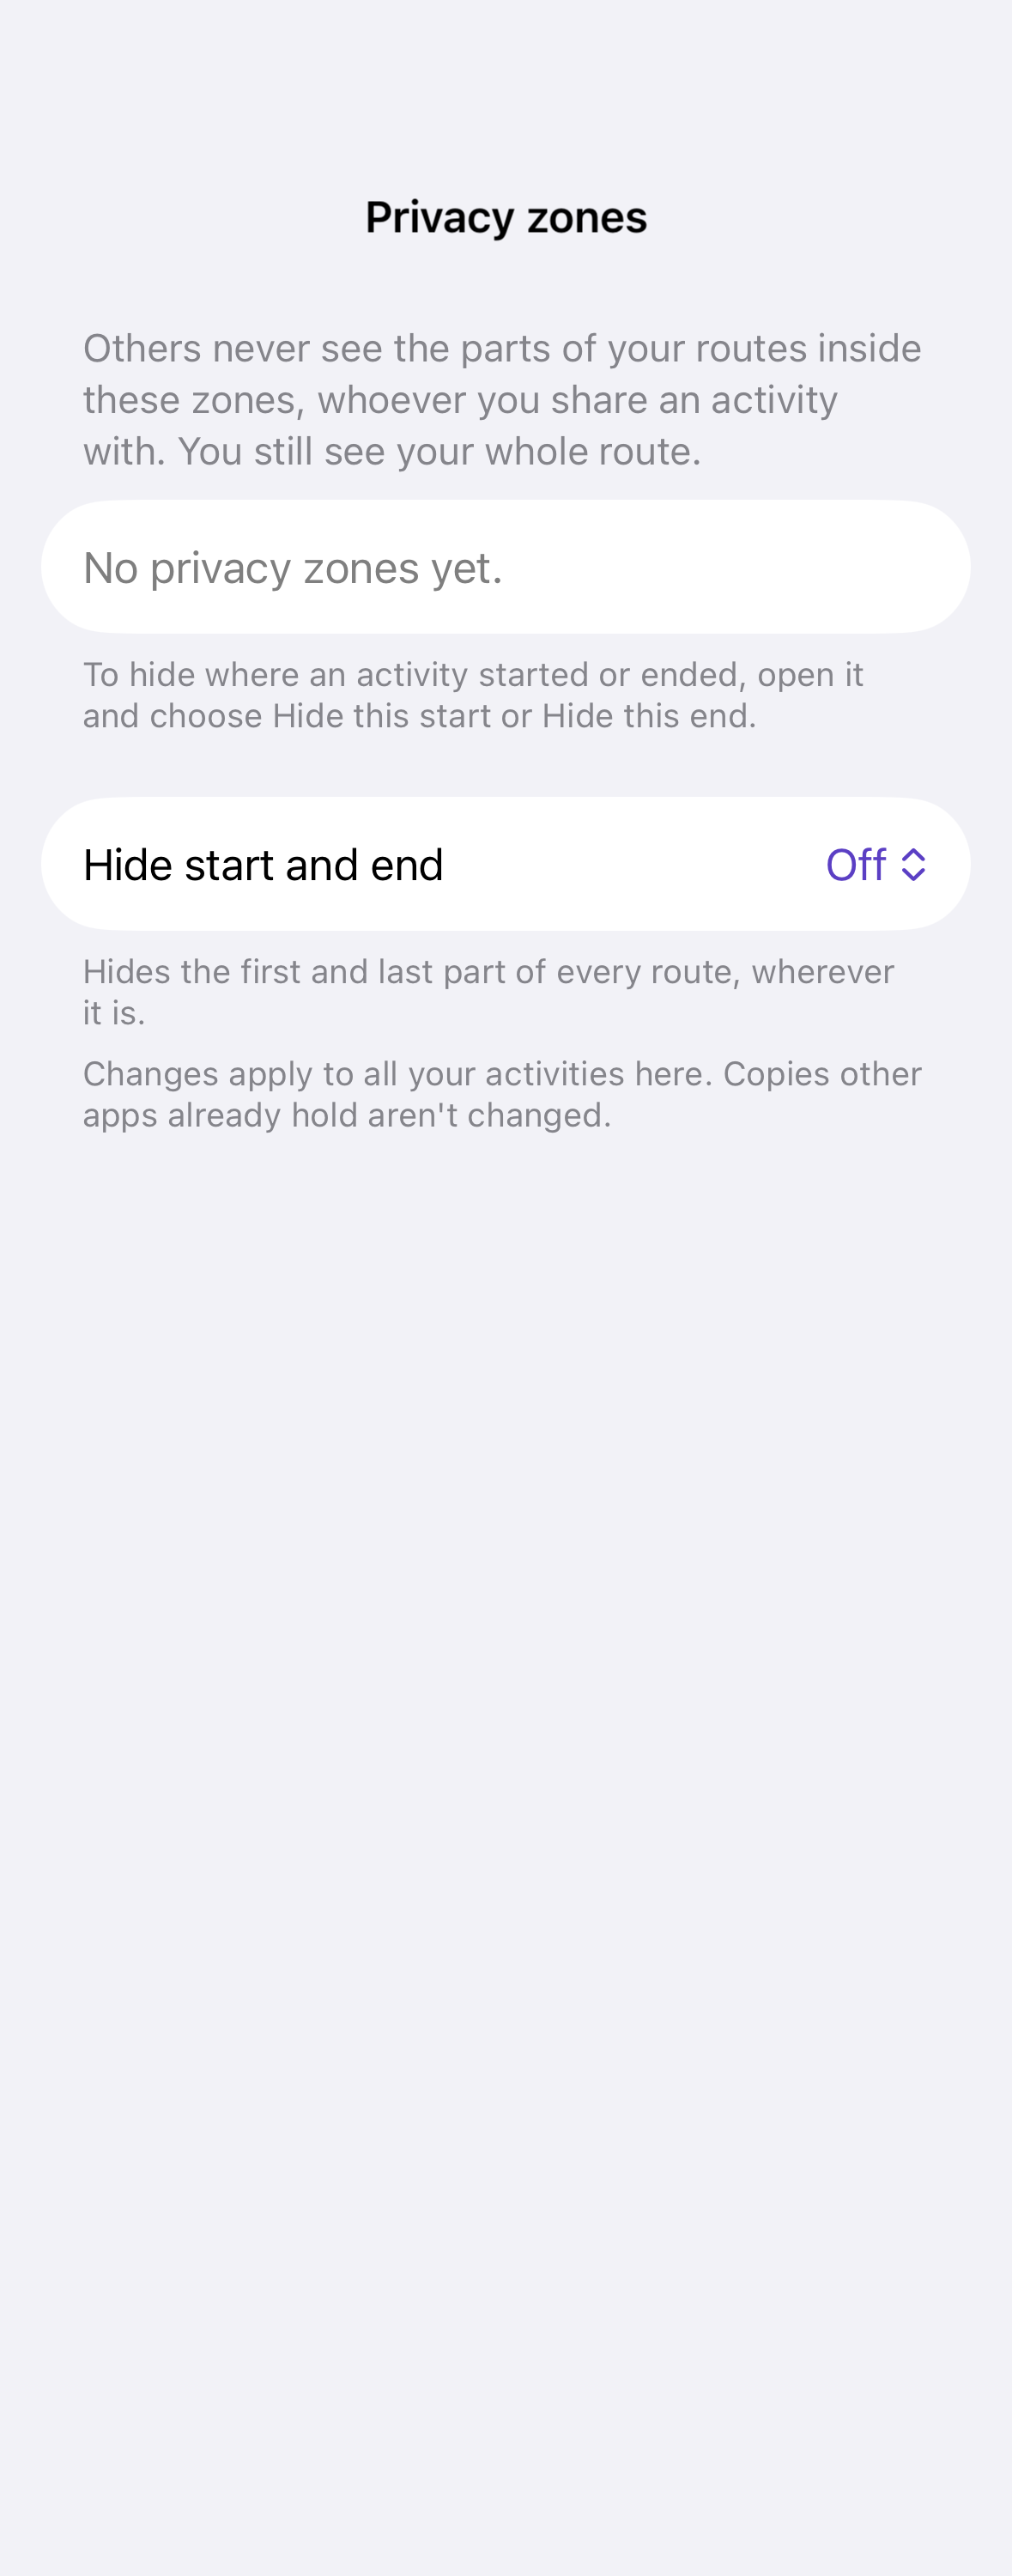 Privacy zones
Others never see the parts of your routes inside
these zones, whoever you share an activity
with. You still see your whole route.
No privacy zones yet.
To hide where an activity started or ended, open it
and choose Hide this start or Hide this end.
Hide start and end Off
Hides the first and last part of every route, wherever
it is.
Changes apply to all your activities here. Copies other
apps already hold aren't changed.